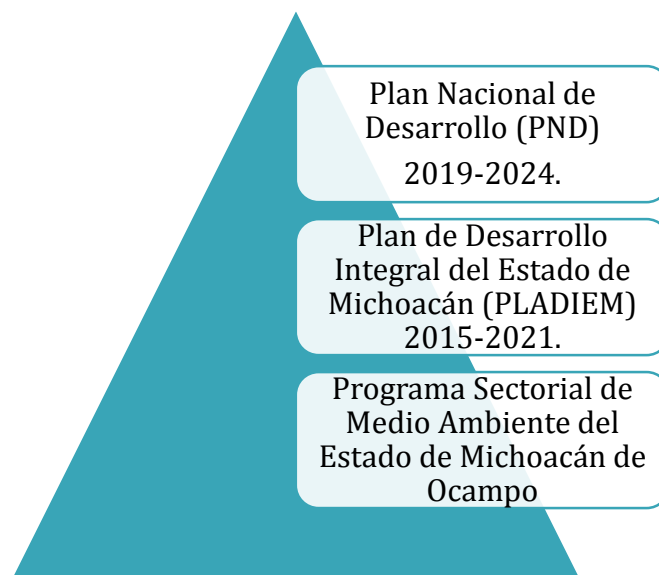 Plan Nacional de
Desarrollo (PND)
2019-2024.
Plan de Desarrollo
Integral del Estado de
Michoacán (PLADIEM)
2015-2021.
Programa Sectorial de
Medio Ambiente del
Estado de Michoacán de
Ocampo